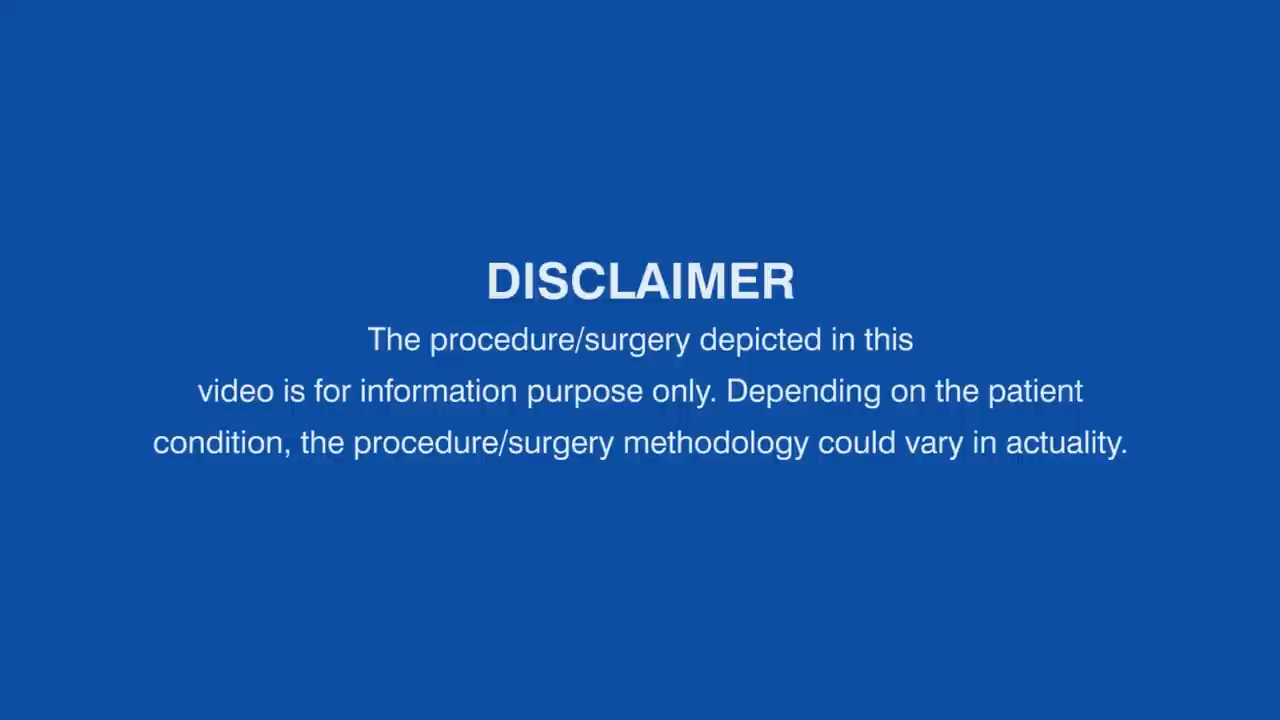 DISCLAIMER
The procedure/surgery depicted in this
video is for information purpose only. Depending on the patient
condition, the procedure/surgery methodology could vary in actuality.